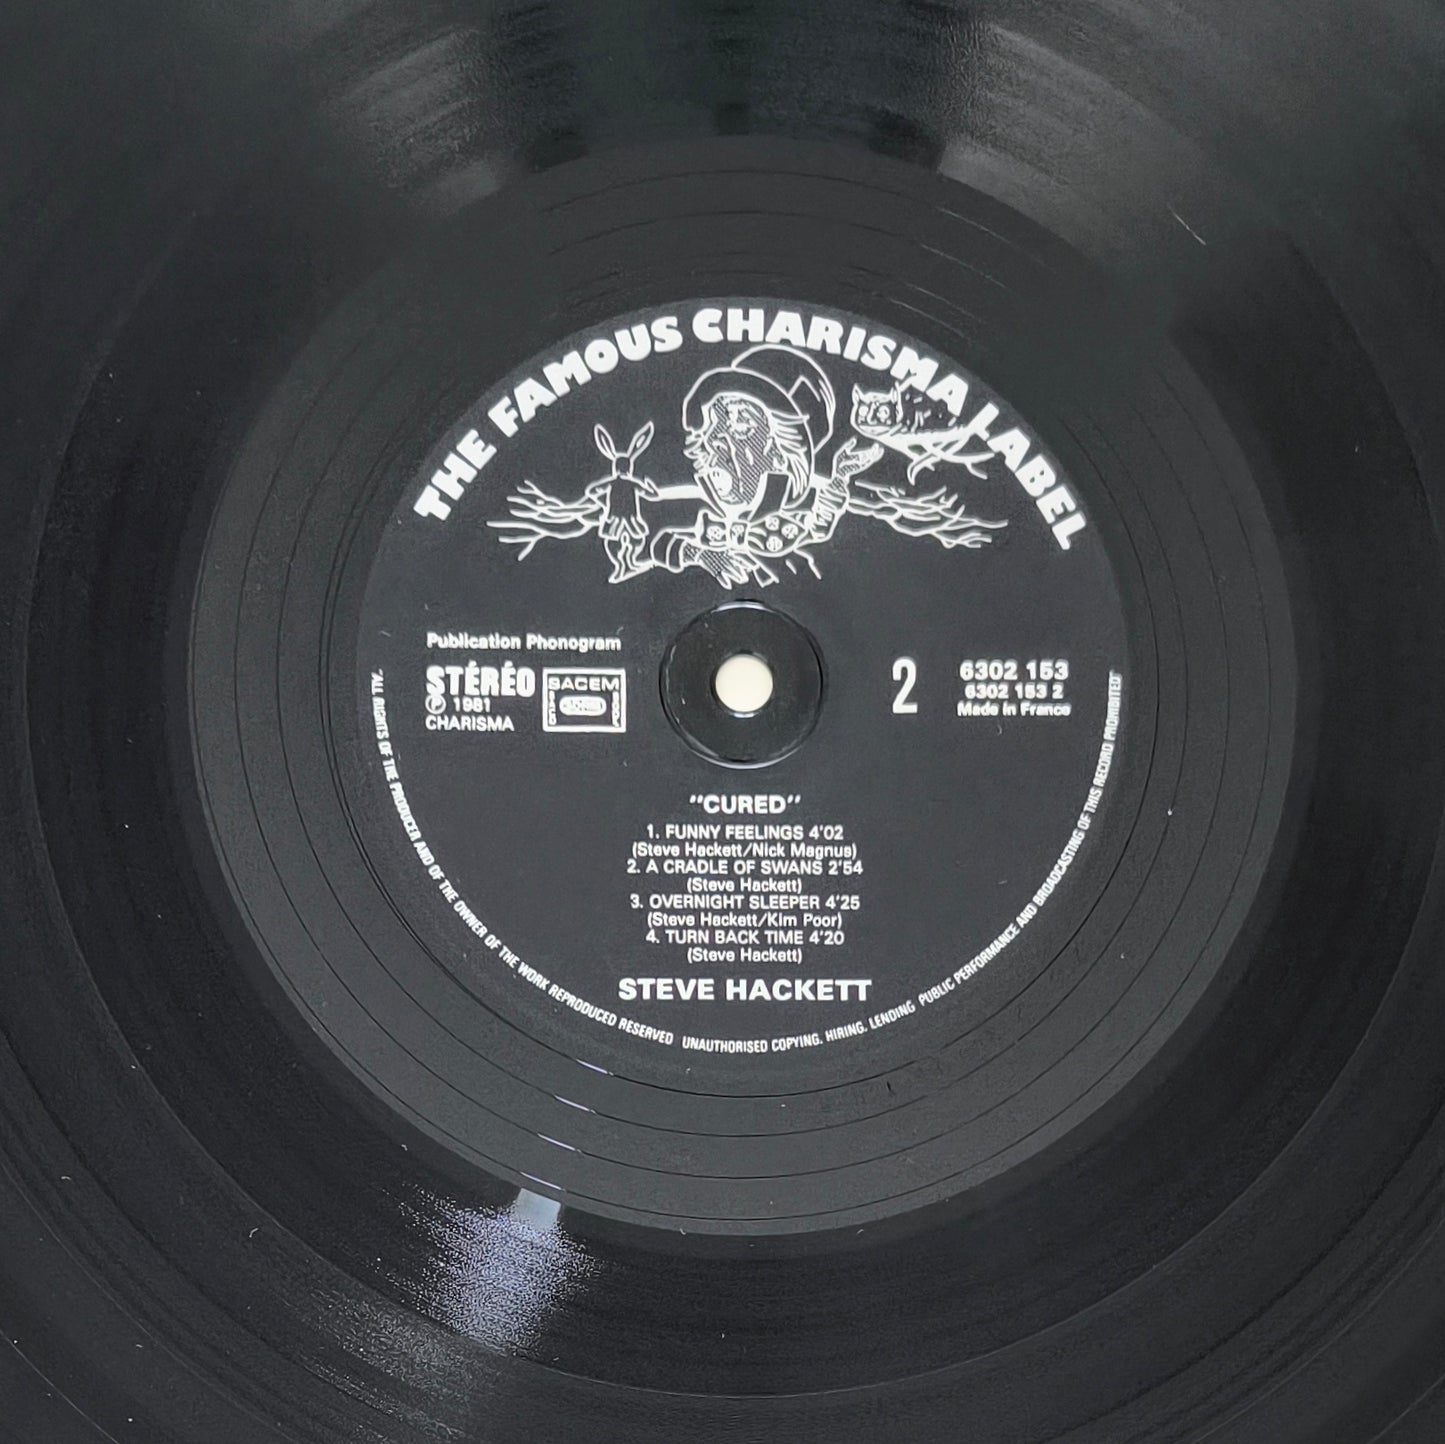 THE FAMOUS CHARISMA LABEL
Publication Phonogram
STÉRÉO
SACEM
℗ 1981
CHARISMA
2
6302 153
6302 153 2
Made in France
"CURED"
1. FUNNY FEELINGS 4'02
(Steve Hackett/Nick Magnus)
2. A CRADLE OF SWANS 2'54
(Steve Hackett)
3. OVERNIGHT SLEEPER 4'25
(Steve Hackett/Kim Poor)
4. TURN BACK TIME 4'20
(Steve Hackett)
STEVE HACKETT
"ALL RIGHTS OF THE PRODUCER AND OF THE OWNER OF THE WORK REPRODUCED RESERVED UNAUTHORISED COPYING. HIRING. LENDING PUBLIC PERFORMANCE AND BROADCASTING OF THIS RECORD PROHIBITED"